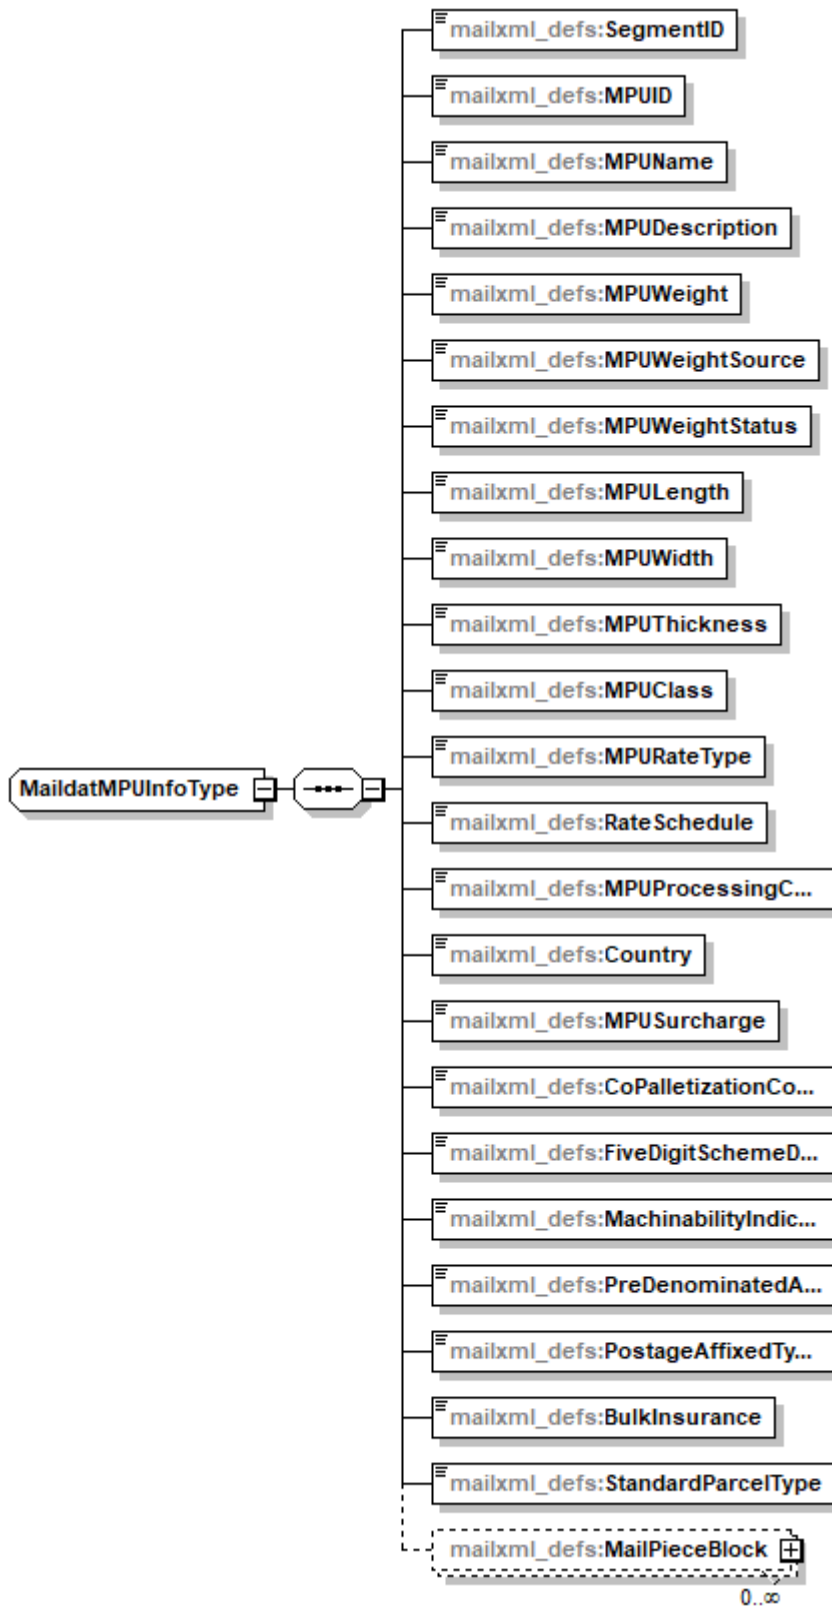 mailxml_defs:SegmentID
mailxml_defs:MPUID
mailxml_defs:MPUName
mailxml_defs:MPUDescription
mailxml_defs:MPUWeight
mailxml_defs:MPUWeightSource
mailxml_defs:MPUWeightStatus
mailxml_defs:MPULength
mailxml_defs:MPUWidth
mailxml_defs:MPUThickness
mailxml_defs:MPUClass
mailxml_defs:MPURateType
MaildatMPUInfoType
mailxml_defs:RateSchedule
mailxml_defs:MPUProcessingC...
mailxml_defs:Country
mailxml_defs:MPUSurcharge
mailxml_defs:CoPalletizationCo...
mailxml_defs:FiveDigitSchemeD...
mailxml_defs:MachinabilityIndic...
mailxml_defs:PreDenominatedA...
mailxml_defs:PostageAffixedTy...
mailxml_defs:BulkInsurance
mailxml_defs:StandardParcelType
mailxml_defs:MailPieceBlock
0..∞